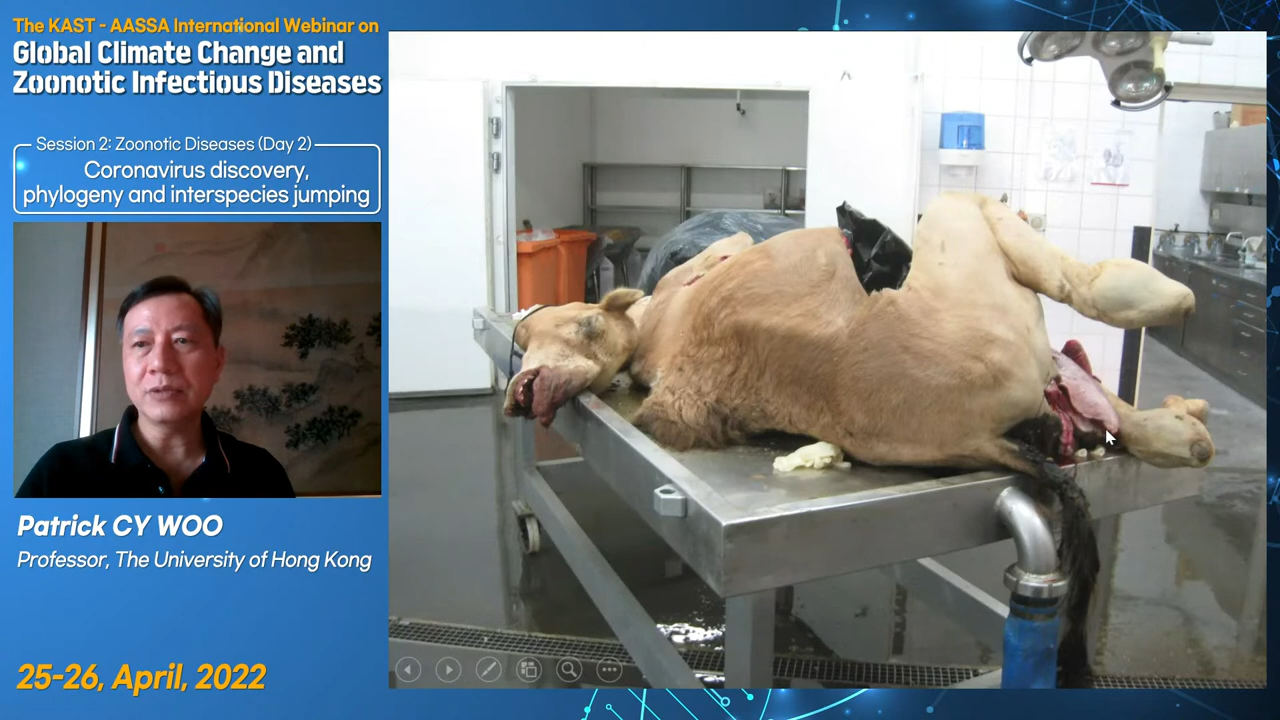 The KAST - AASSA International Webinar on
Global Climate Change and
Zoonotic Infectious Diseases
Session 2: Zoonotic Diseases (Day 2)
Coronavirus discovery,
phylogeny and interspecies jumping
Patrick CY WOO
Professor, The University of Hong Kong
25-26, April, 2022